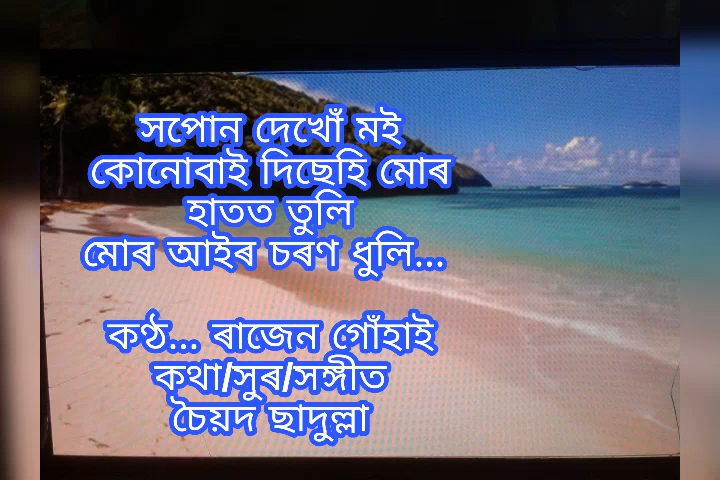 সপোন দেখোঁ মই
কোনোবাই দিছেহি মোৰ
হাতত তুলি
মোৰ আইৰ চৰণ ধুলি...
কণ্ঠ... ৰাজেন গোঁহাই
কথা/সুৰ/সঙ্গীত
চৈয়দ ছাদুল্লা